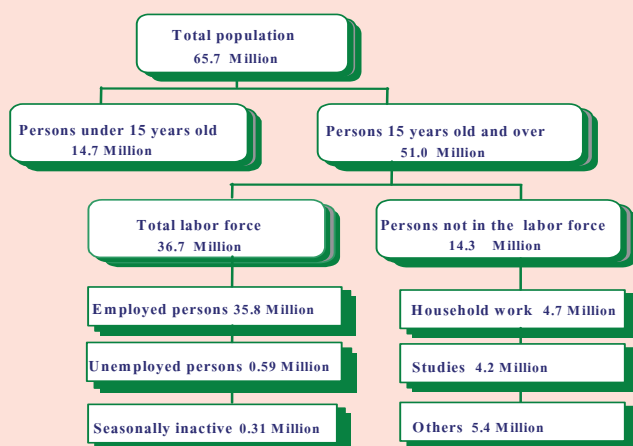 Total population
65.7 Million
Persons under 15 years old
14.7 Million
Persons 15 years old and over
51.0 Million
Total labor force
36.7 Million
Persons not in the labor force
14.3 Million
Employed persons 35.8 Million
Unemployed persons 0.59 Million
Seasonally inactive 0.31 Million
Household work 4.7 Million
Studies 4.2 Million
Others 5.4 Million